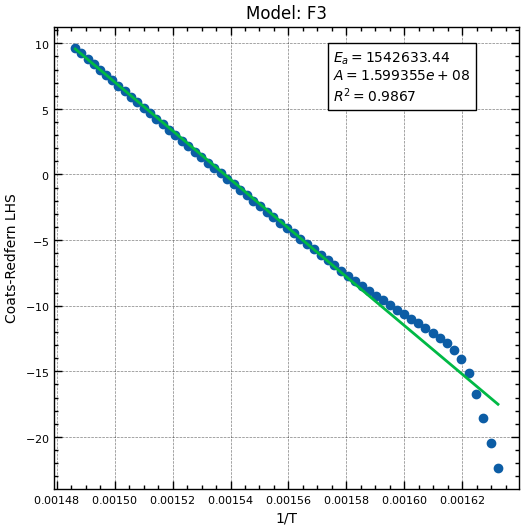 Model: F3
E_a = 1542633.44
A = 1.599355e + 08
R² = 0.9867
Coats-Redfern LHS
10
5
0
−5
−10
−15
−20
0.00148 0.00150 0.00152 0.00154 0.00156 0.00158 0.00160 0.00162
1/T